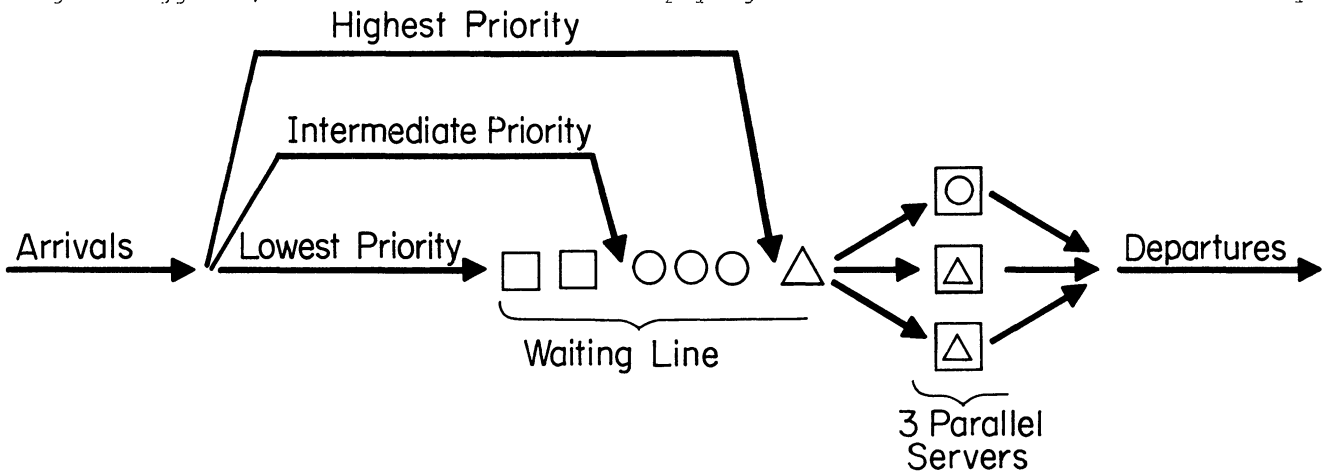 Highest Priority
Intermediate Priority
Arrivals
Lowest Priority
Departures
Waiting Line
3 Parallel
Servers